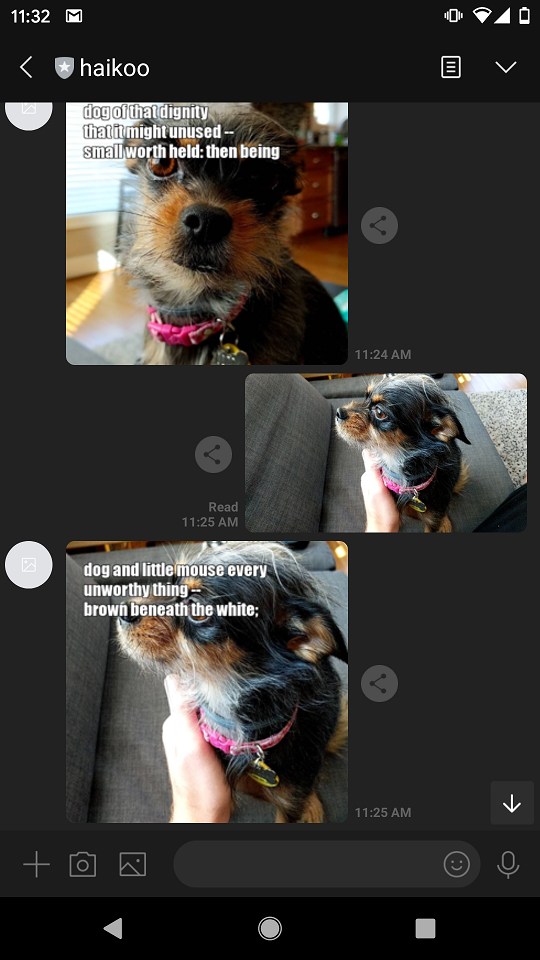 11:32
haikoo
dog of that dignity
that it might unused --
small worth held: then being
11:24 AM
Read
11:25 AM
dog and little mouse every
unworthy thing --
brown beneath the white;
11:25 AM